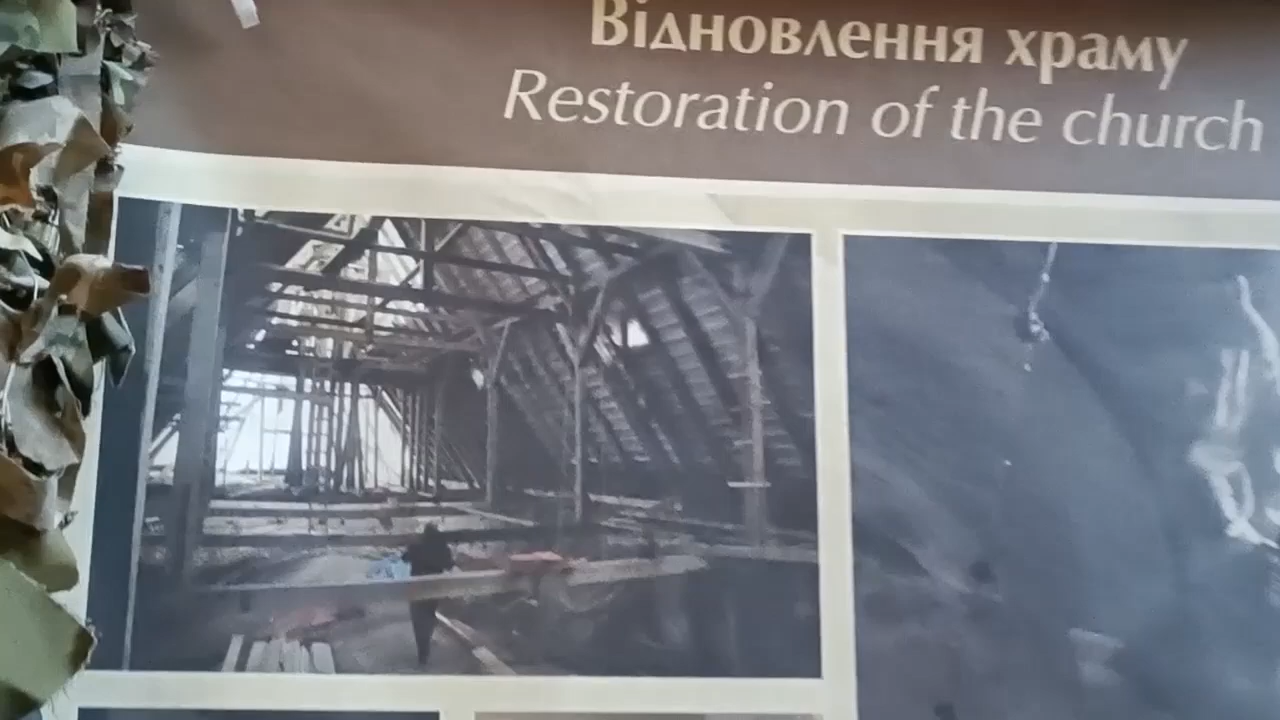 Відновлення храму
Restoration of the church